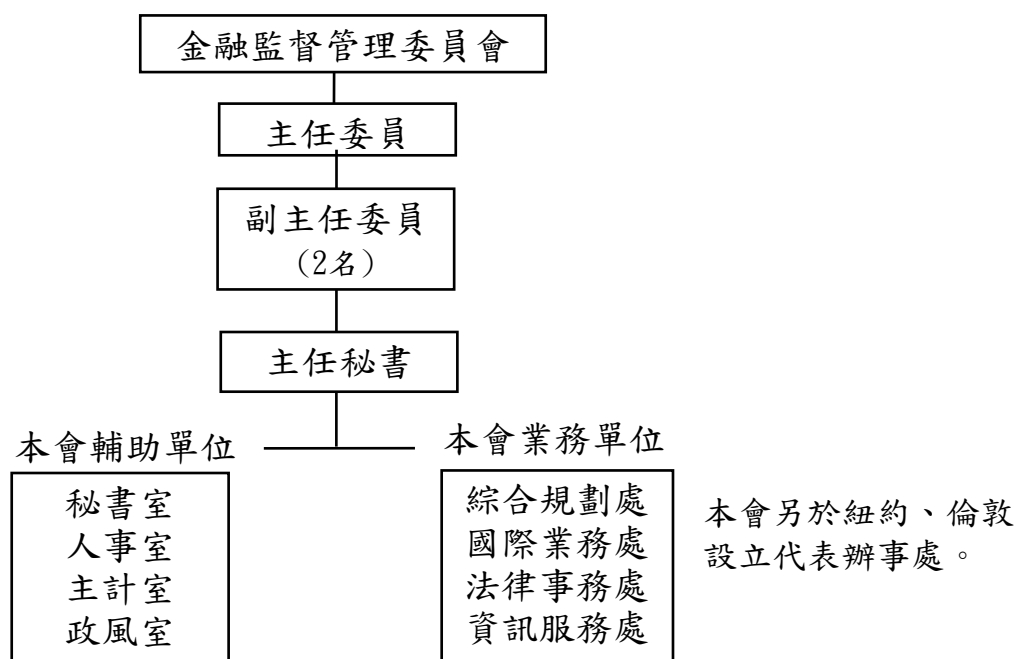 金融監督管理委員會
主任委員
副主任委員
(2名)
主任秘書
本會輔助單位
秘書室
人事室
主計室
政風室
本會業務單位
綜合規劃處
國際業務處
法律事務處
資訊服務處
本會另於紐約、倫敦
設立代表辦事處。